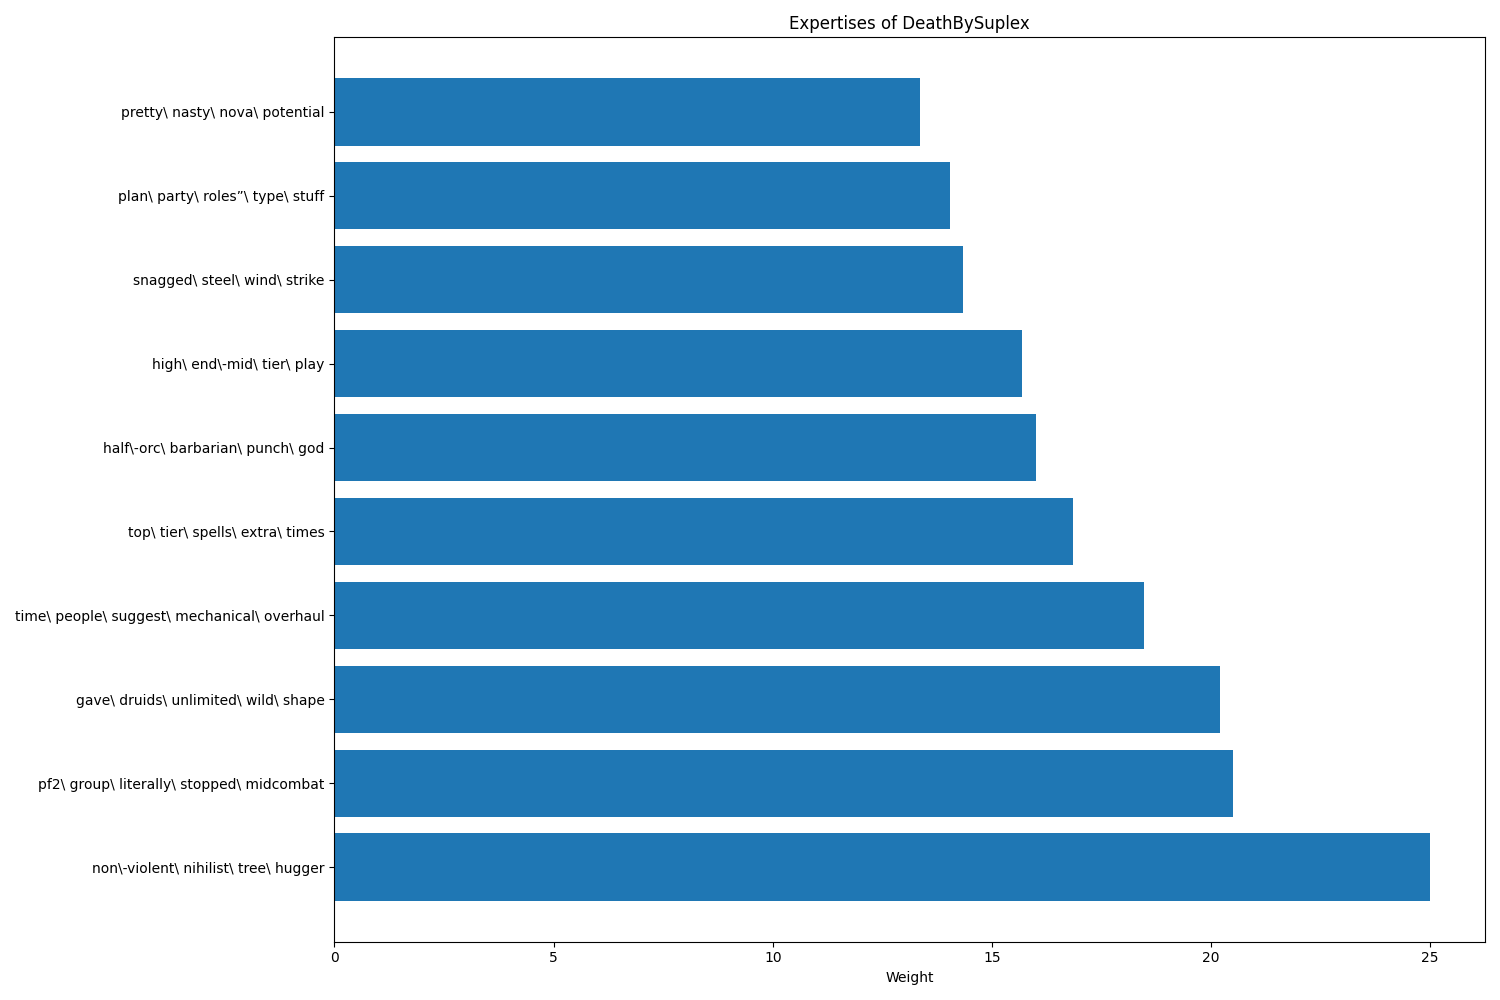 Expertises of DeathBySuplex
pretty\ nasty\ nova\ potential
plan\ party\ roles”\ type\ stuff
snagged\ steel\ wind\ strike
high\ end\-mid\ tier\ play
half\-orc\ barbarian\ punch\ god
top\ tier\ spells\ extra\ times
time\ people\ suggest\ mechanical\ overhaul
gave\ druids\ unlimited\ wild\ shape
pf2\ group\ literally\ stopped\ midcombat
non\-violent\ nihilist\ tree\ hugger
0 5 10 15 20 25
Weight